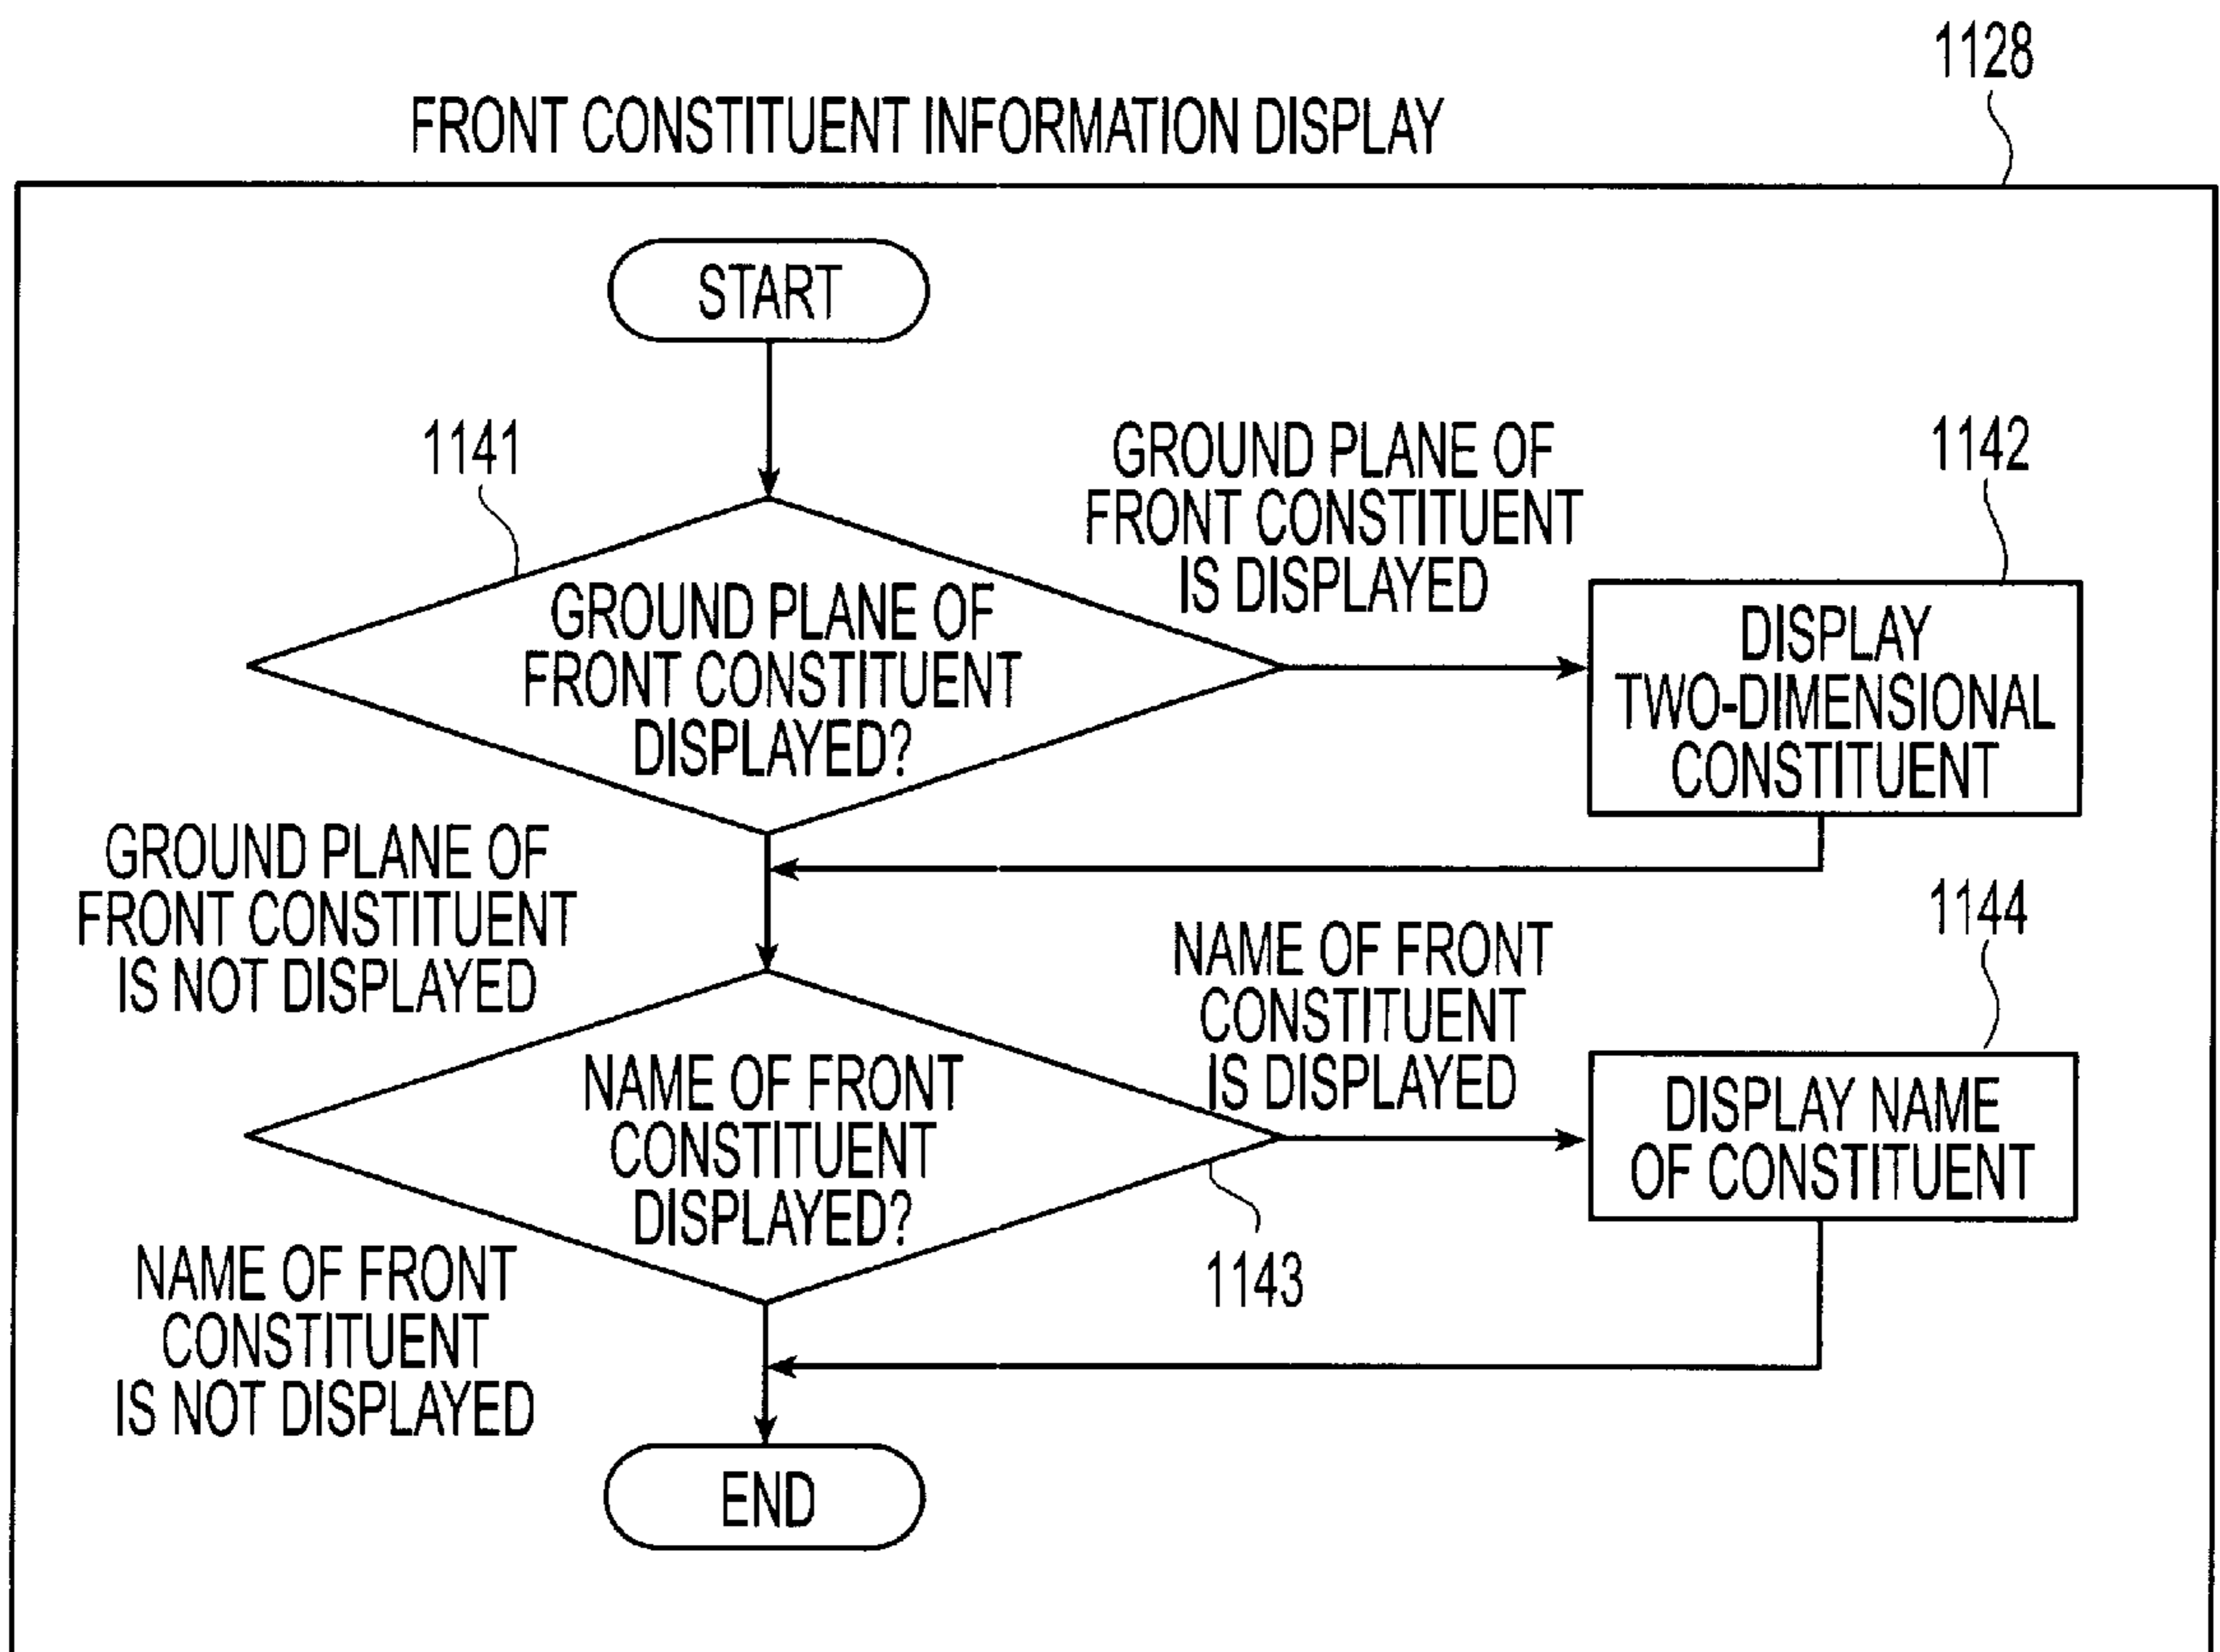 1128
FRONT CONSTITUENT INFORMATION DISPLAY
START
1141
GROUND PLANE OF
FRONT CONSTITUENT
IS DISPLAYED
1142
GROUND PLANE OF
FRONT CONSTITUENT
DISPLAYED?
DISPLAY
TWO-DIMENSIONAL
CONSTITUENT
GROUND PLANE OF
FRONT CONSTITUENT
IS NOT DISPLAYED
NAME OF FRONT
CONSTITUENT
IS DISPLAYED
1144
NAME OF FRONT
CONSTITUENT
DISPLAYED?
DISPLAY NAME
OF CONSTITUENT
1143
NAME OF FRONT
CONSTITUENT
IS NOT DISPLAYED
END